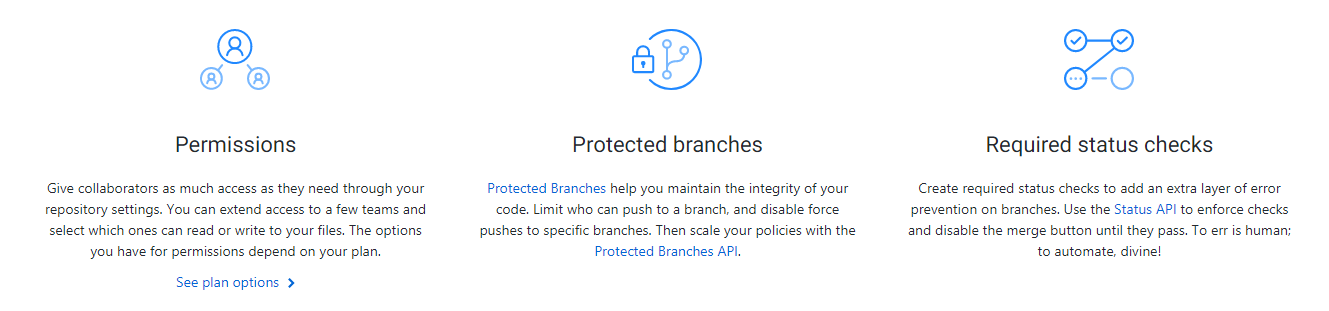 Permissions
Give collaborators as much access as they need through your
repository settings. You can extend access to a few teams and
select which ones can read or write to your files. The options
you have for permissions depend on your plan.
See plan options
Protected branches
Protected Branches help you maintain the integrity of your
code. Limit who can push to a branch, and disable force
pushes to specific branches. Then scale your policies with the
Protected Branches API.
Required status checks
Create required status checks to add an extra layer of error
prevention on branches. Use the Status API to enforce checks
and disable the merge button until they pass. To err is human;
to automate, divine!